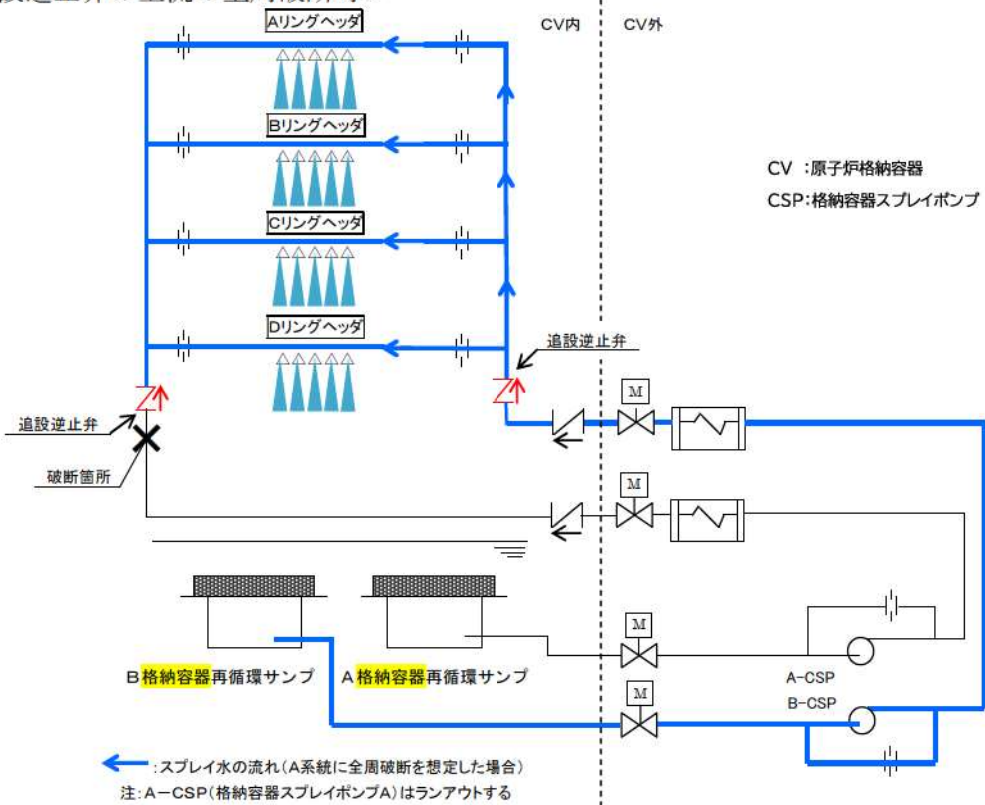 Aリングヘッダ
CV内
CV外
Bリングヘッダ
CV :原子炉格納容器
CSP:格納容器スプレイポンプ
Cリングヘッダ
Dリングヘッダ
追設逆止弁
M
追設逆止弁
破断箇所
M
M
B格納容器再循環サンプ
A格納容器再循環サンプ
A-CSP
B-CSP
M
:スプレイ水の流れ(A系統に全周破断を想定した場合)
注:A-CSP(格納容器スプレイポンプA)はランアウトする